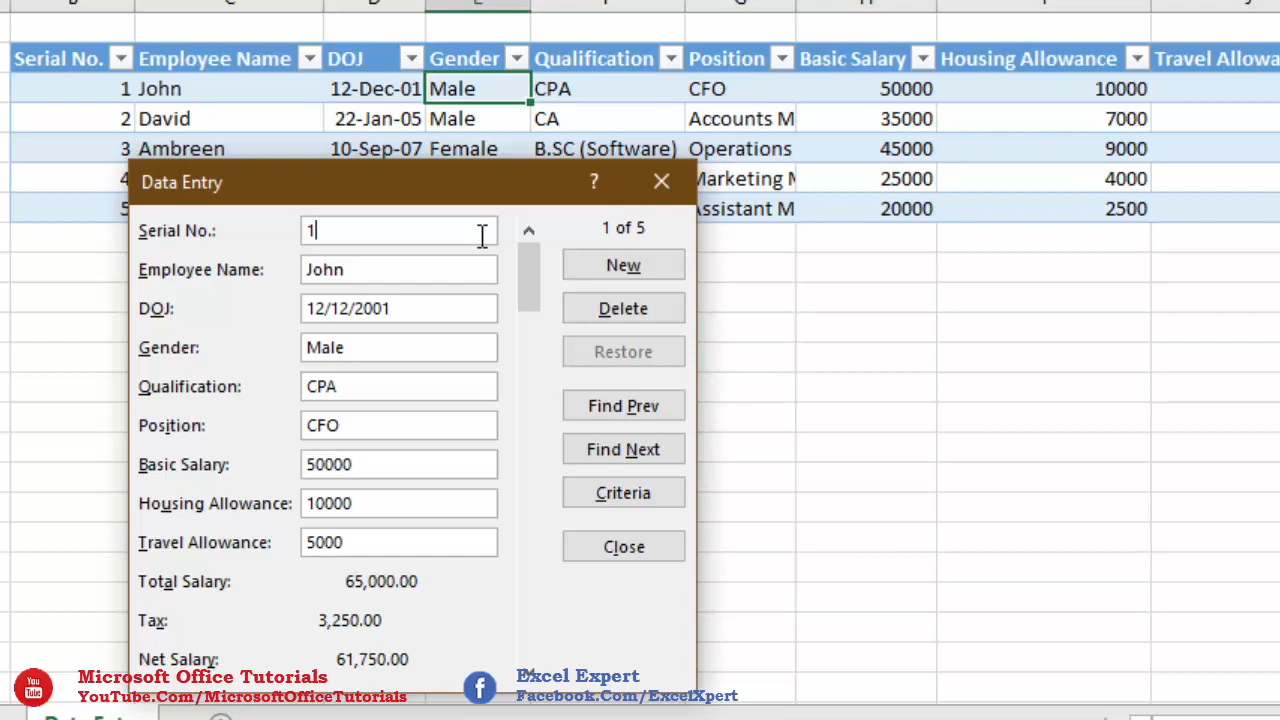 Serial No. Employee Name DOJ Gender Qualification Position Basic Salary Housing Allowance Travel
1 John 12-Dec-01 Male CPA CFO 50000 10000
2 David 22-Jan-05 Male CA Accounts M 35000 7000
3 Ambreen 10-Sep-07 Female B.SC (Software) Operations 45000 9000
4 Marketing 25000 4000
5 Assistant M 20000 2500
Data Entry ?
Serial No.: 1 1 of 5
New
Employee Name: John
DOJ: 12/12/2001 Delete
Gender: Male Restore
Qualification: CPA
Find Prev
Position: CFO
Find Next
Basic Salary: 50000
Criteria
Housing Allowance: 10000
Travel Allowance: 5000 Close
Total Salary: 65,000.00
Tax: 3,250.00
Net Salary: 61,750.00
You Tube Microsoft Office Tutorials f Excel Expert
YouTube.Com/MicrosoftOfficeTutorials Facebook.Com/ExcelXpert